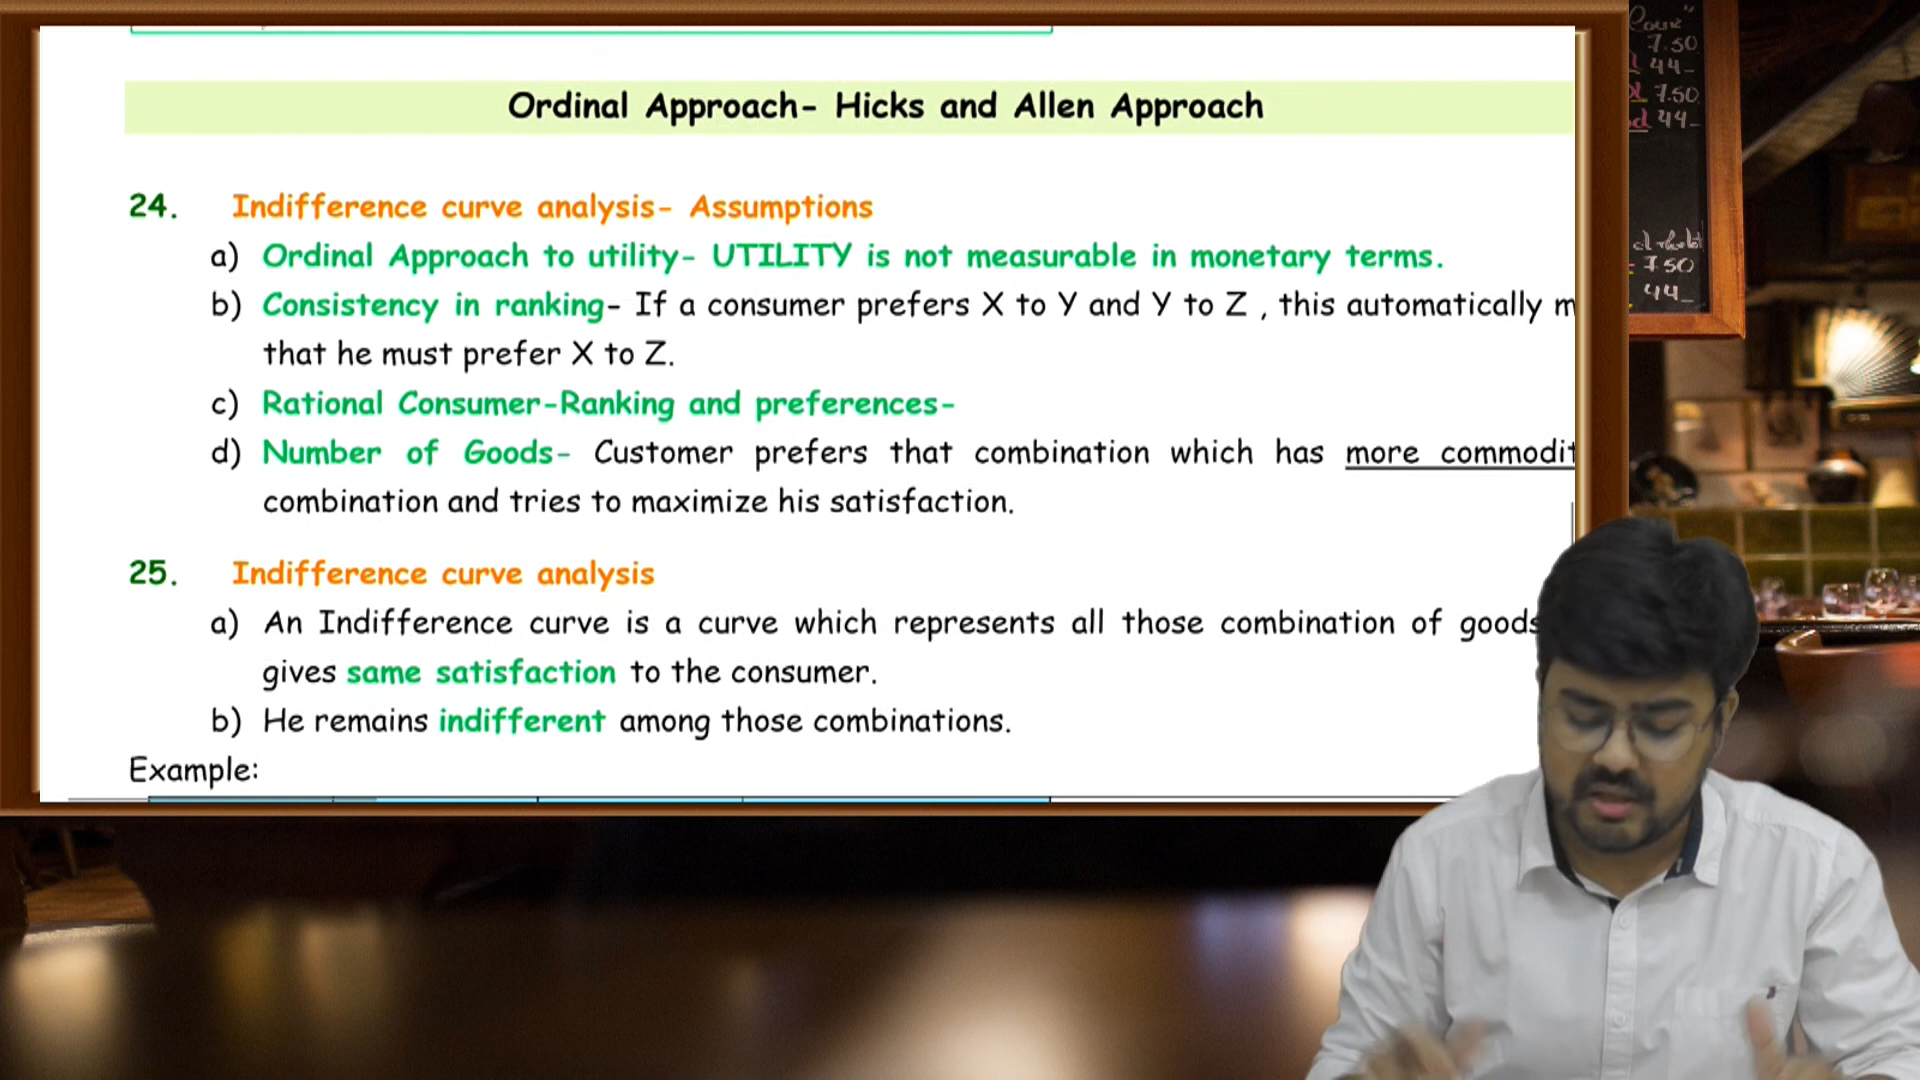 Ordinal Approach- Hicks and Allen Approach
24. Indifference curve analysis- Assumptions
a) Ordinal Approach to utility- UTILITY is not measurable in monetary terms.
b) Consistency in ranking- If a consumer prefers X to Y and Y to Z , this automatically
that he must prefer X to Z.
c) Rational Consumer-Ranking and preferences-
d) Number of Goods- Customer prefers that combination which has more
combination and tries to maximize his satisfaction.
25. Indifference curve analysis
a) An Indifference curve is a curve which represents all those combination of goods
gives same satisfaction to the consumer.
b) He remains indifferent among those combinations.
Example:
7.50
44-
7.50
44-
7.50
44-